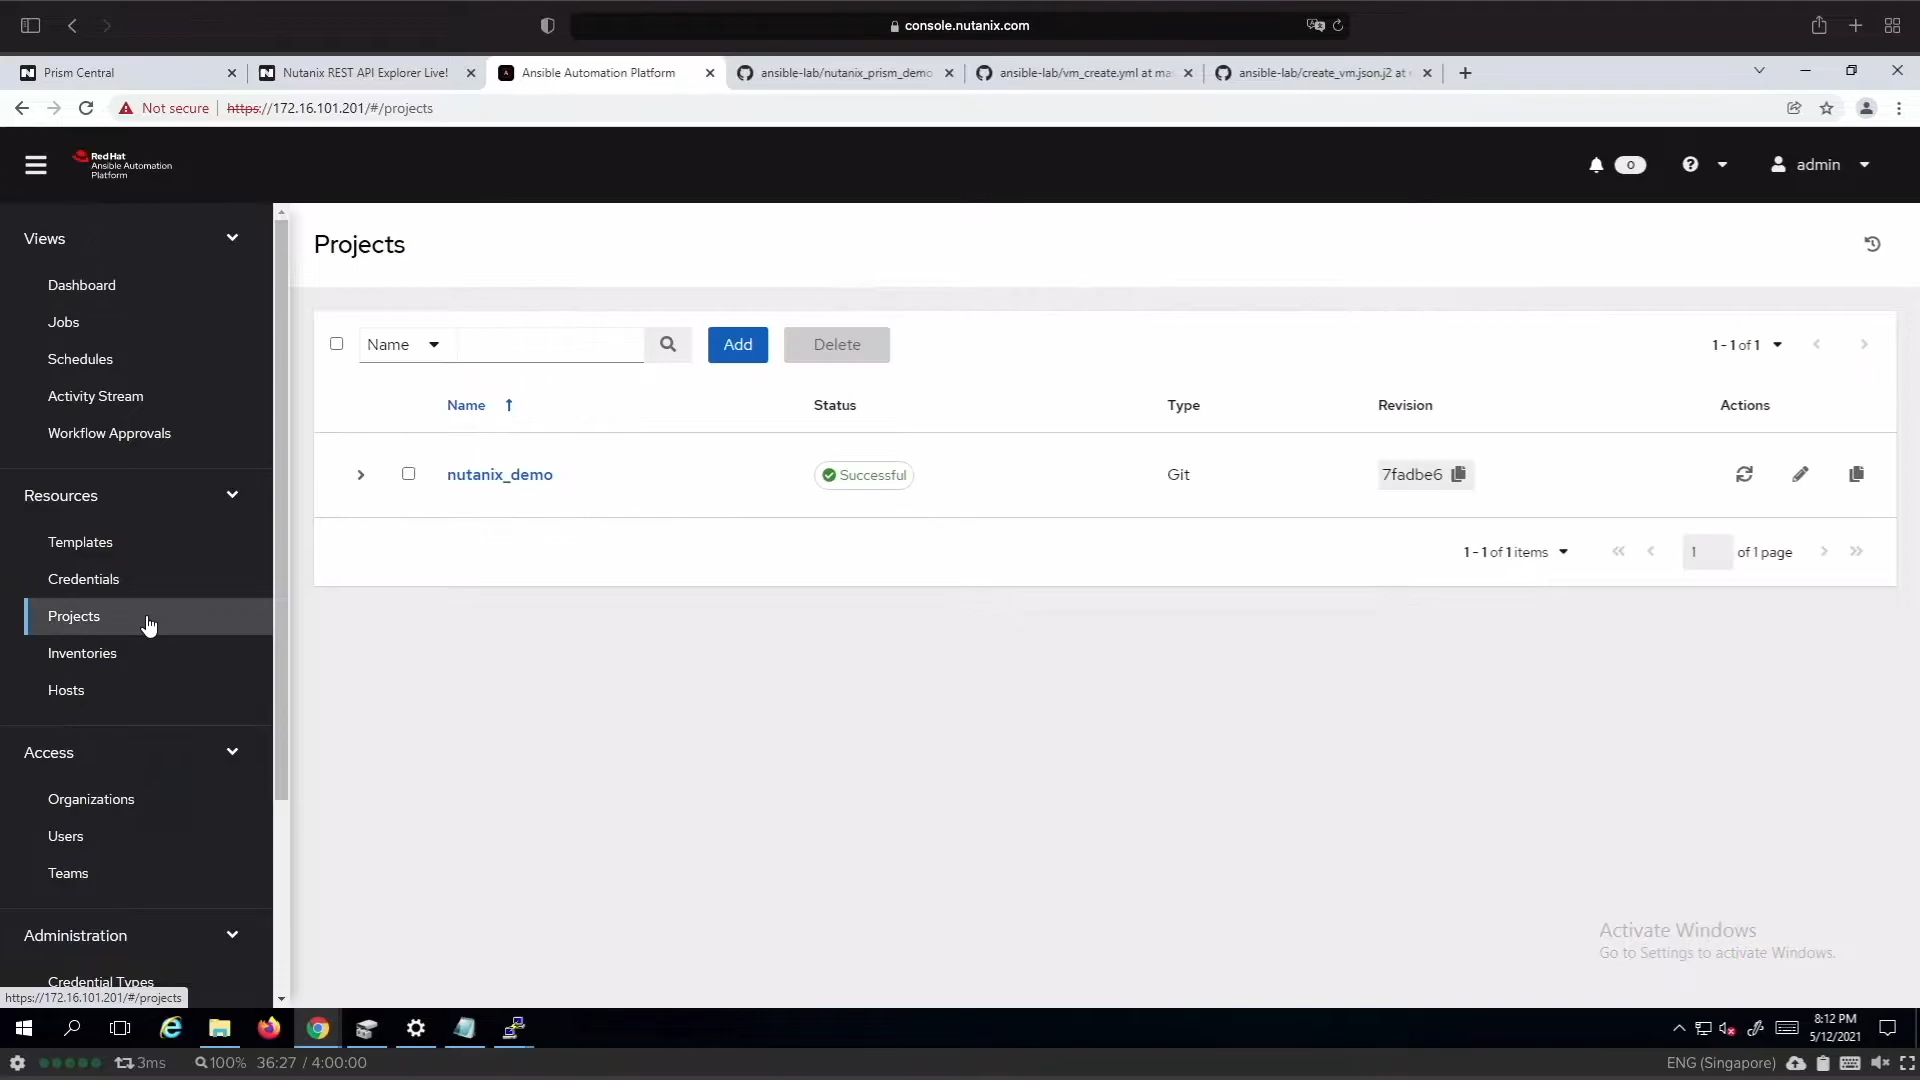 console.nutanix.com
Prism Central
Nutanix REST API Explorer Live!
Ansible Automation Platform
ansible-lab/nutanix_prism_demo
ansible-lab/vm_create.yml at ma
ansible-lab/create_vm.json.j2 at
Not secure https://172.16.101.201/#/projects
Red Hat
Ansible Automation
Platform
0
admin
Views
Dashboard
Jobs
Schedules
Activity Stream
Workflow Approvals
Resources
Templates
Credentials
Projects
Inventories
Hosts
Access
Organizations
Users
Teams
Administration
Credential Types
https://172.16.101.201/#/projects
Projects
Name Add Delete 1 - 1 of 1
Name Status Type Revision Actions
nutanix_demo Successful Git 7fadbe6
1 - 1 of 1 items 1 of 1 page
Activate Windows
Go to Settings to activate Windows.
8:12 PM
5/12/2021
3ms 100% 36:27 / 4:00:00 ENG (Singapore)